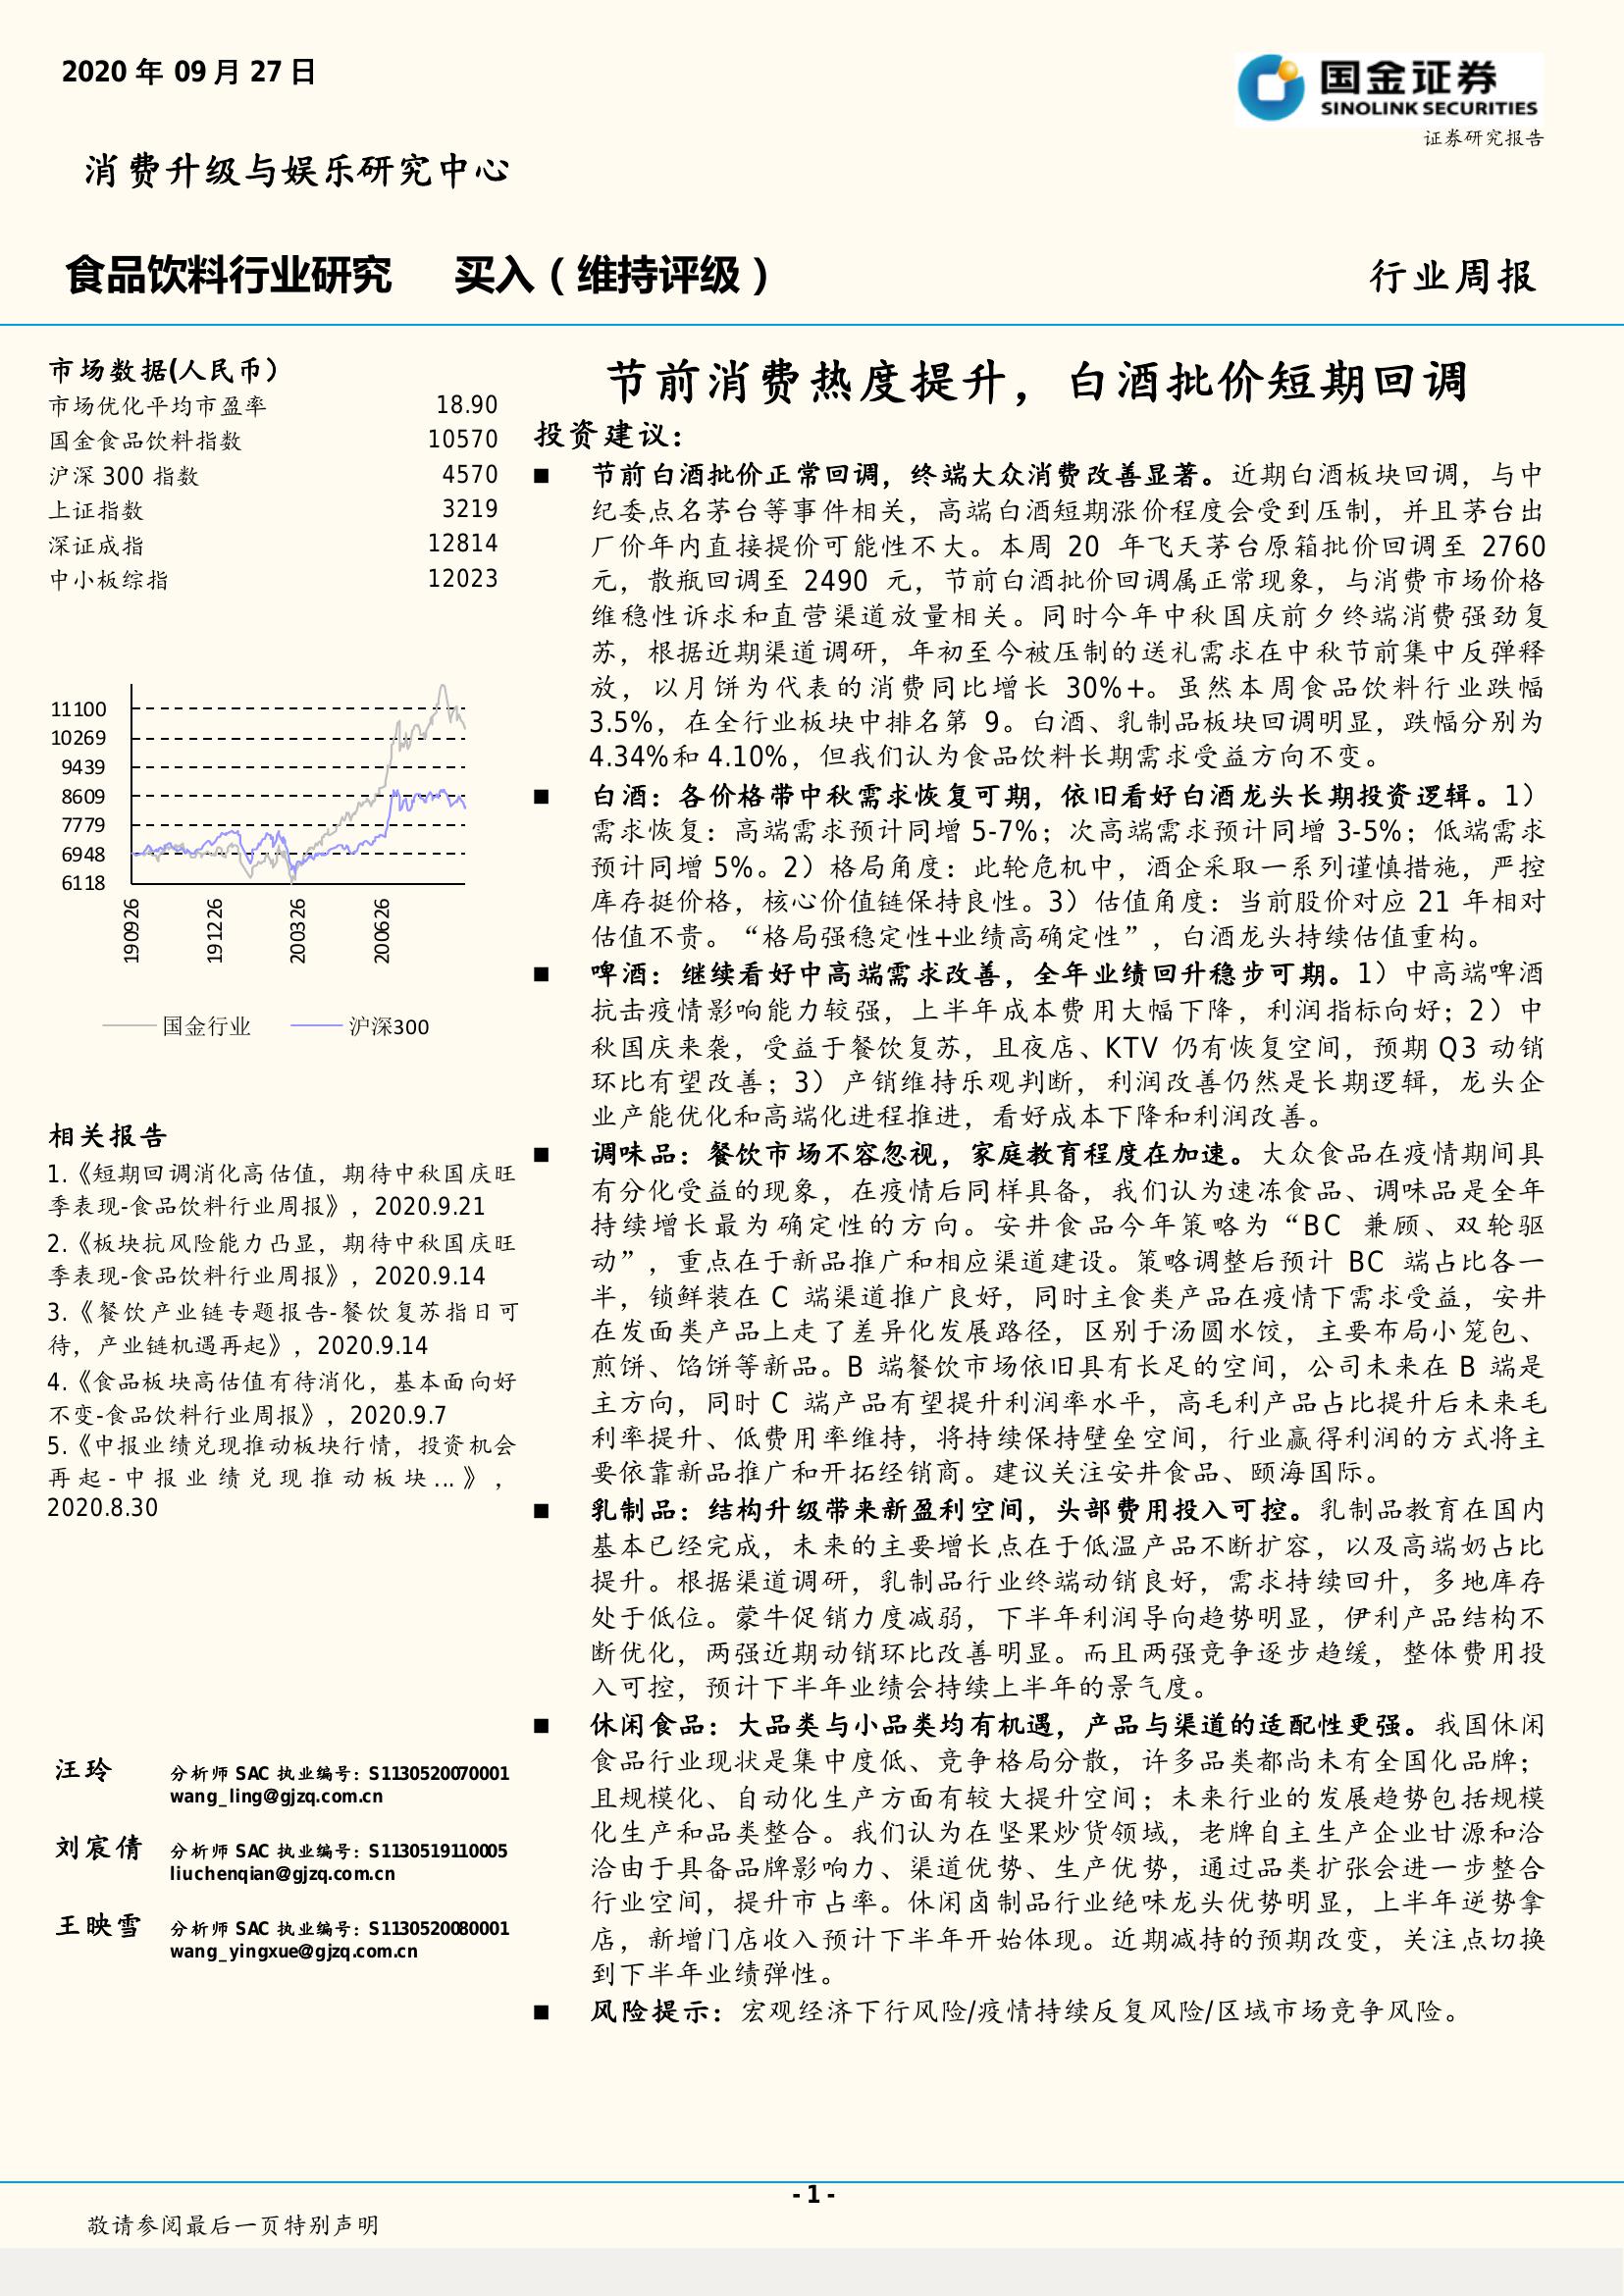 2020 年 09 月 27 日
国金证券
SINOLINK SECURITIES
证券研究报告
消费升级与娱乐研究中心
食品饮料行业研究 买入（维持评级）
行业周报
市场数据(人民币）
市场优化平均市盈率 18.90
国金食品饮料指数 10570
沪深 300 指数 4570
上证指数 3219
深证成指 12814
中小板综指 12023
11100
10269
9439
8609
7779
6948
6118
190926
191226
200326
200626
国金行业 沪深300
相关报告
1.《短期回调消化高估值，期待中秋国庆旺
季表现-食品饮料行业周报》，2020.9.21
2.《板块抗风险能力凸显，期待中秋国庆旺
季表现-食品饮料行业周报》，2020.9.14
3.《餐饮产业链专题报告-餐饮复苏指日可
待，产业链机遇再起》，2020.9.14
4.《食品板块高估值有待消化，基本面向好
不变-食品饮料行业周报》，2020.9.7
5.《中报业绩兑现推动板块行情，投资机会
再起-中报业绩兑现推动板块...》，
2020.8.30
汪玲 分析师 SAC 执业编号：S1130520070001
wang_ling@gjzq.com.cn
刘宸倩 分析师 SAC 执业编号：S1130519110005
liuchenqian@gjzq.com.cn
王映雪 分析师 SAC 执业编号：S1130520080001
wang_yingxue@gjzq.com.cn
节前消费热度提升，白酒批价短期回调
投资建议：
■ 节前白酒批价正常回调，终端大众消费改善显著。近期白酒板块回调，与中
纪委点名茅台等事件相关，高端白酒短期涨价程度会受到压制，并且茅台出
厂价年内直接提价可能性不大。本周 20 年飞天茅台原箱批价回调至 2760
元，散瓶回调至 2490 元，节前白酒批价回调属正常现象，与消费市场价格
维稳性诉求和直营渠道放量相关。同时今年中秋国庆前夕终端消费强劲复
苏，根据近期渠道调研，年初至今被压制的送礼需求在中秋节前集中反弹释
放，以月饼为代表的消费同比增长 30%+。虽然本周食品饮料行业跌幅
3.5%，在全行业板块中排名第 9。白酒、乳制品板块回调明显，跌幅分别为
4.34%和 4.10%，但我们认为食品饮料长期需求受益方向不变。
■ 白酒：各价格带中秋需求恢复可期，依旧看好白酒龙头长期投资逻辑。1）
需求恢复：高端需求预计同增 5-7%；次高端需求预计同增 3-5%；低端需求
预计同增 5%。2）格局角度：此轮危机中，酒企采取一系列谨慎措施，严控
库存挺价格，核心价值链保持良性。3）估值角度：当前股价对应 21 年相对
估值不贵。“格局强稳定性+业绩高确定性”，白酒龙头持续估值重构。
■ 啤酒：继续看好中高端需求改善，全年业绩回升稳步可期。1）中高端啤酒
抗击疫情影响能力较强，上半年成本费用大幅下降，利润指标向好；2）中
秋国庆来袭，受益于餐饮复苏，且夜店、KTV 仍有恢复空间，预期 Q3 动销
环比有望改善；3）产销维持乐观判断，利润改善仍然是长期逻辑，龙头企
业产能优化和高端化进程推进，看好成本下降和利润改善。
■ 调味品：餐饮市场不容忽视，家庭教育程度在加速。大众食品在疫情期间具
有分化受益的现象，在疫情后同样具备，我们认为速冻食品、调味品是全年
持续增长最为确定性的方向。安井食品今年策略为“BC 兼顾、双轮驱
动”，重点在于新品推广和相应渠道建设。策略调整后预计 BC 端占比各一
半，锁鲜装在 C 端渠道推广良好，同时主食类产品在疫情下需求受益，安井
在发面类产品上走了差异化发展路径，区别于汤圆水饺，主要布局小笼包、
煎饼、馅饼等新品。B 端餐饮市场依旧具有长足的空间，公司未来在 B 端是
主方向，同时 C 端产品有望提升利润率水平，高毛利产品占比提升后未来毛
利率提升、低费用率维持，将持续保持壁垒空间，行业赢得利润的方式将主
要依靠新品推广和开拓经销商。建议关注安井食品、颐海国际。
■ 乳制品：结构升级带来新盈利空间，头部费用投入可控。乳制品教育在国内
基本已经完成，未来的主要增长点在于低温产品不断扩容，以及高端奶占比
提升。根据渠道调研，乳制品行业终端动销良好，需求持续回升，多地库存
处于低位。蒙牛促销力度减弱，下半年利润导向趋势明显，伊利产品结构不
断优化，两强近期动销环比改善明显。而且两强竞争逐步趋缓，整体费用投
入可控，预计下半年业绩会持续上半年的景气度。
■ 休闲食品：大品类与小品类均有机遇，产品与渠道的适配性更强。我国休闲
食品行业现状是集中度低、竞争格局分散，许多品类都尚未有全国化品牌；
且规模化、自动化生产方面有较大提升空间；未来行业的发展趋势包括规模
化生产和品类整合。我们认为在坚果炒货领域，老牌自主生产企业甘源和洽
洽由于具备品牌影响力、渠道优势、生产优势，通过品类扩张会进一步整合
行业空间，提升市占率。休闲卤制品行业绝味龙头优势明显，上半年逆势拿
店，新增门店收入预计下半年开始体现。近期减持的预期改变，关注点切换
到下半年业绩弹性。
■ 风险提示：宏观经济下行风险/疫情持续反复风险/区域市场竞争风险。
- 1 -
敬请参阅最后一页特别声明